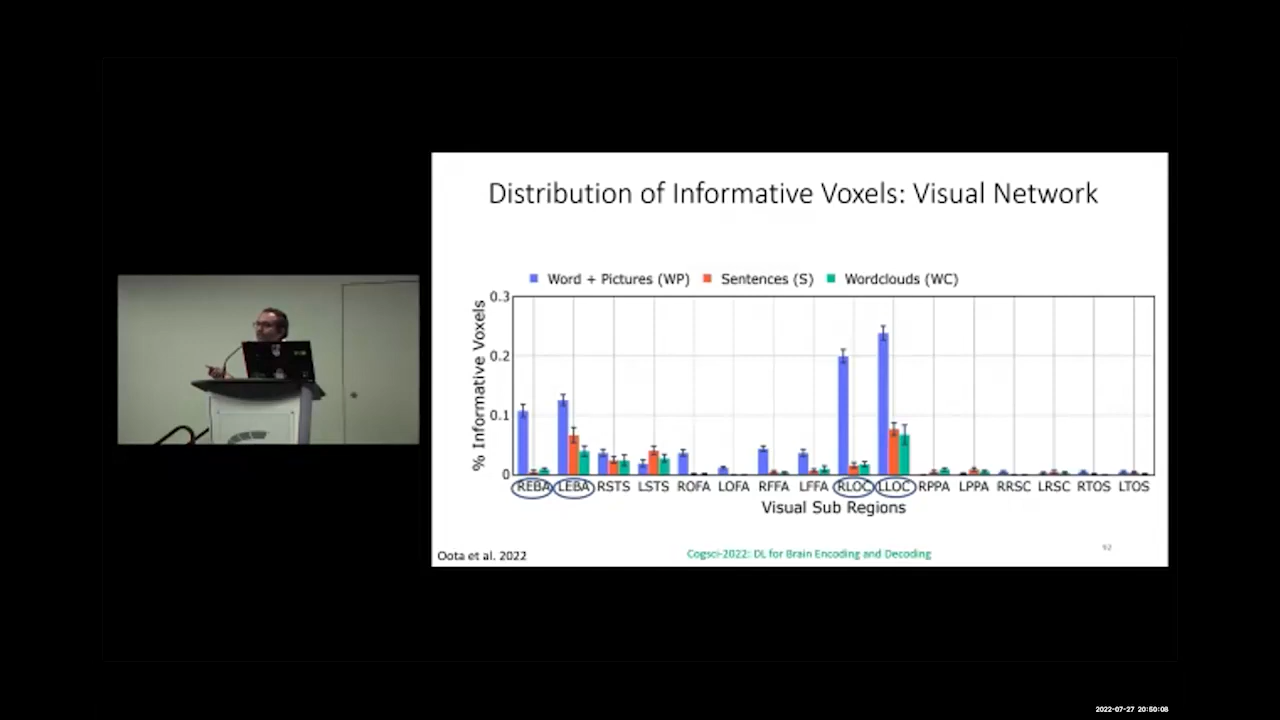 Distribution of Informative Voxels: Visual Network
Word + Pictures (WP) Sentences (S) Wordclouds (WC)
% Informative Voxels
0.3
0.2
0.1
0
REBA LEBA RSTS LSTS ROFA LOFA RFFA LFFA RLOC LLOC RPPA LPPA RRSC LRSC RTOS LTOS
Visual Sub Regions
Oota et al. 2022
Cogsci-2022: DL for Brain Encoding and Decoding
92
2022-07-27 20:50:08